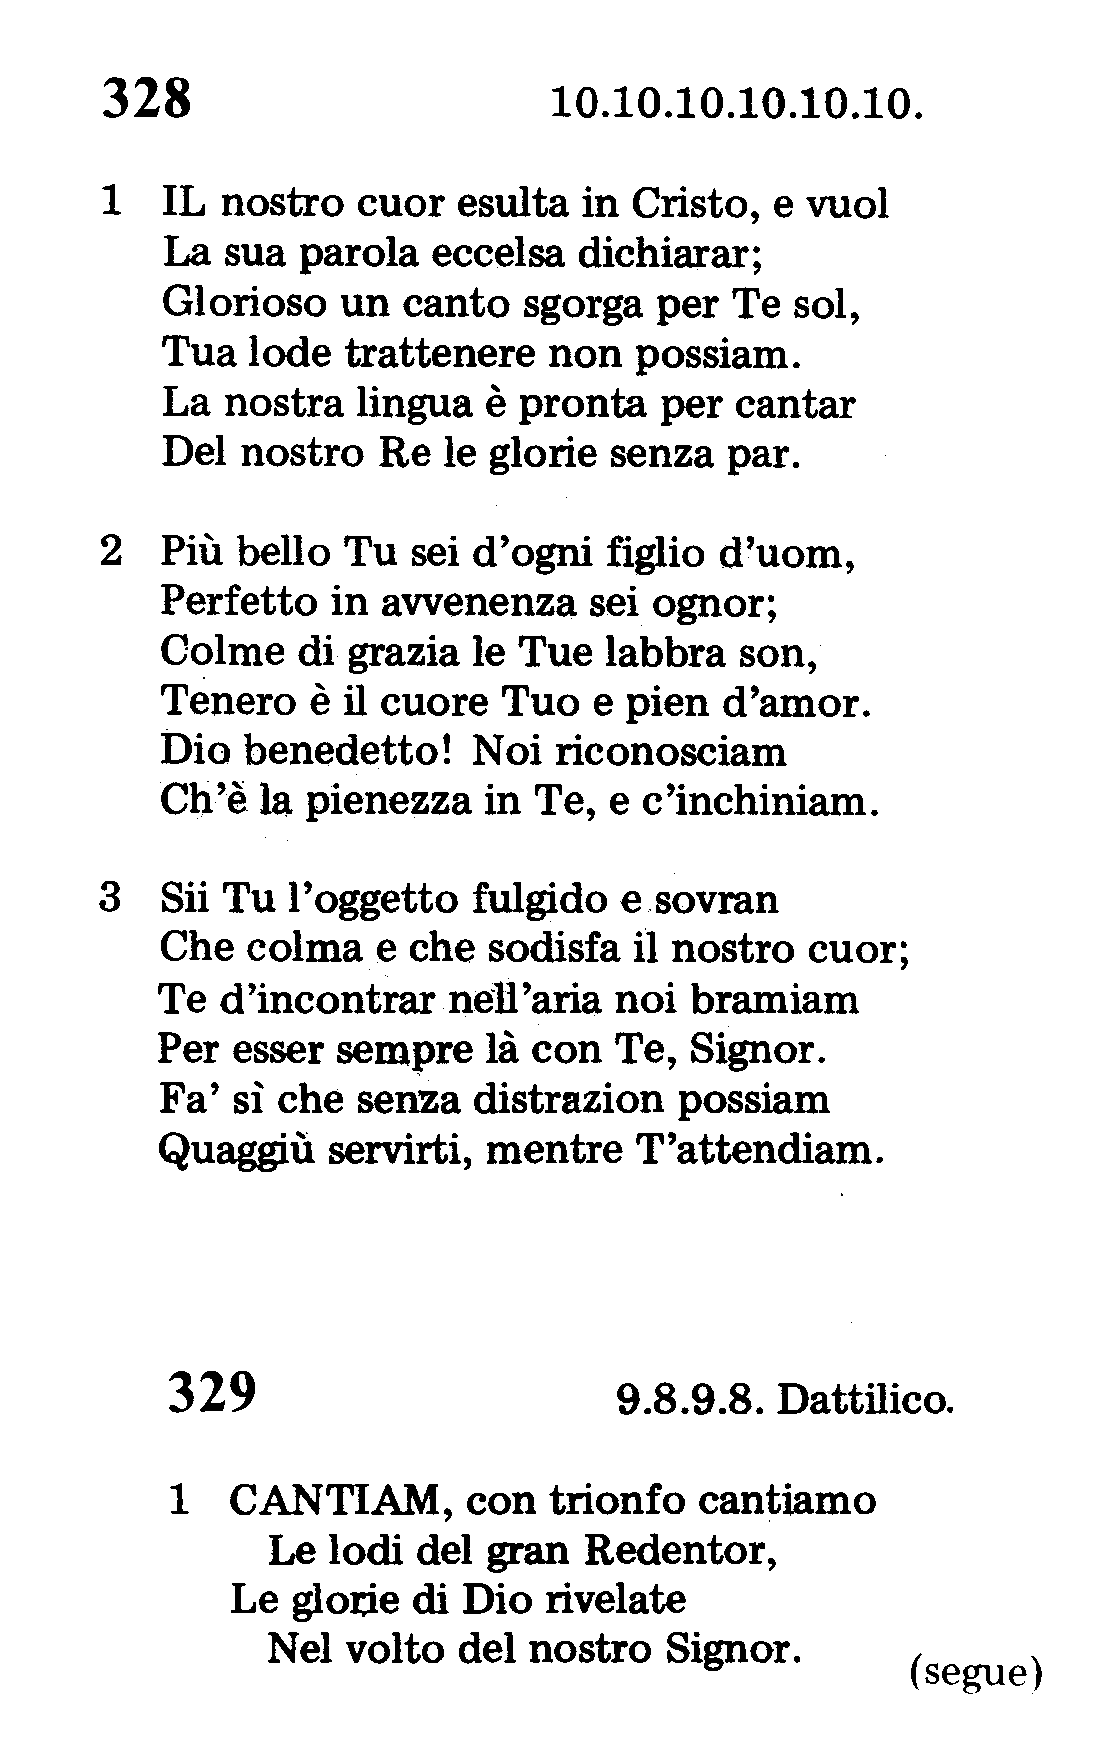 328 10.10.10.10.10.10.
1 IL nostro cuor esulta in Cristo, e vuol
La sua parola eccelsa dichiarar;
Glorioso un canto sgorga per Te sol,
Tua lode trattenere non possiam.
La nostra lingua è pronta per cantar
Del nostro Re le glorie senza par.
2 Più bello Tu sei d'ogni figlio d'uom,
Perfetto in avvenenza sei ognor;
Colme di grazia le Tue labbra son,
Tenero è il cuore Tuo e pien d'amor.
Dio benedetto! Noi riconosciam
Ch'è la pienezza in Te, e c'inchiniam.
3 Sii Tu l'oggetto fulgido e sovran
Che colma e che sodisfa il nostro cuor;
Te d'incontrar nell'aria noi bramiam
Per esser sempre là con Te, Signor.
Fa' sì che senza distrazion possiam
Quaggiù servirti, mentre T'attendiam.
329 9.8.9.8. Dattilico.
1 CANTIAM, con trionfo cantiamo
Le lodi del gran Redentor,
Le glorie di Dio rivelate
Nel volto del nostro Signor.
(segue)